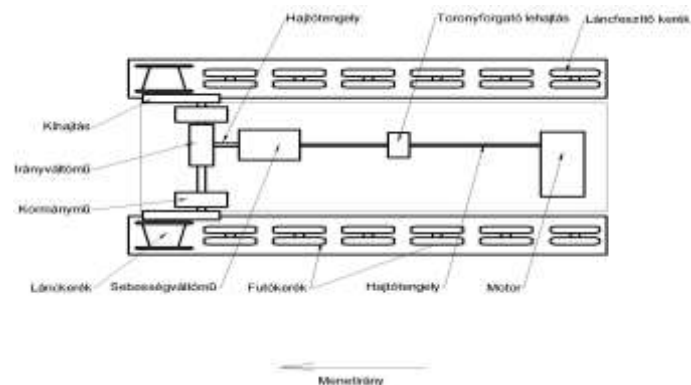 Hajtótengely
Toronyforgató lehajtás
Láncfeszítő kerék
Kihajtás
Irányváltómű
Kormánymű
Lánckerék
Sebességváltómű
Futókerék
Hajtótengely
Motor
Menetirány